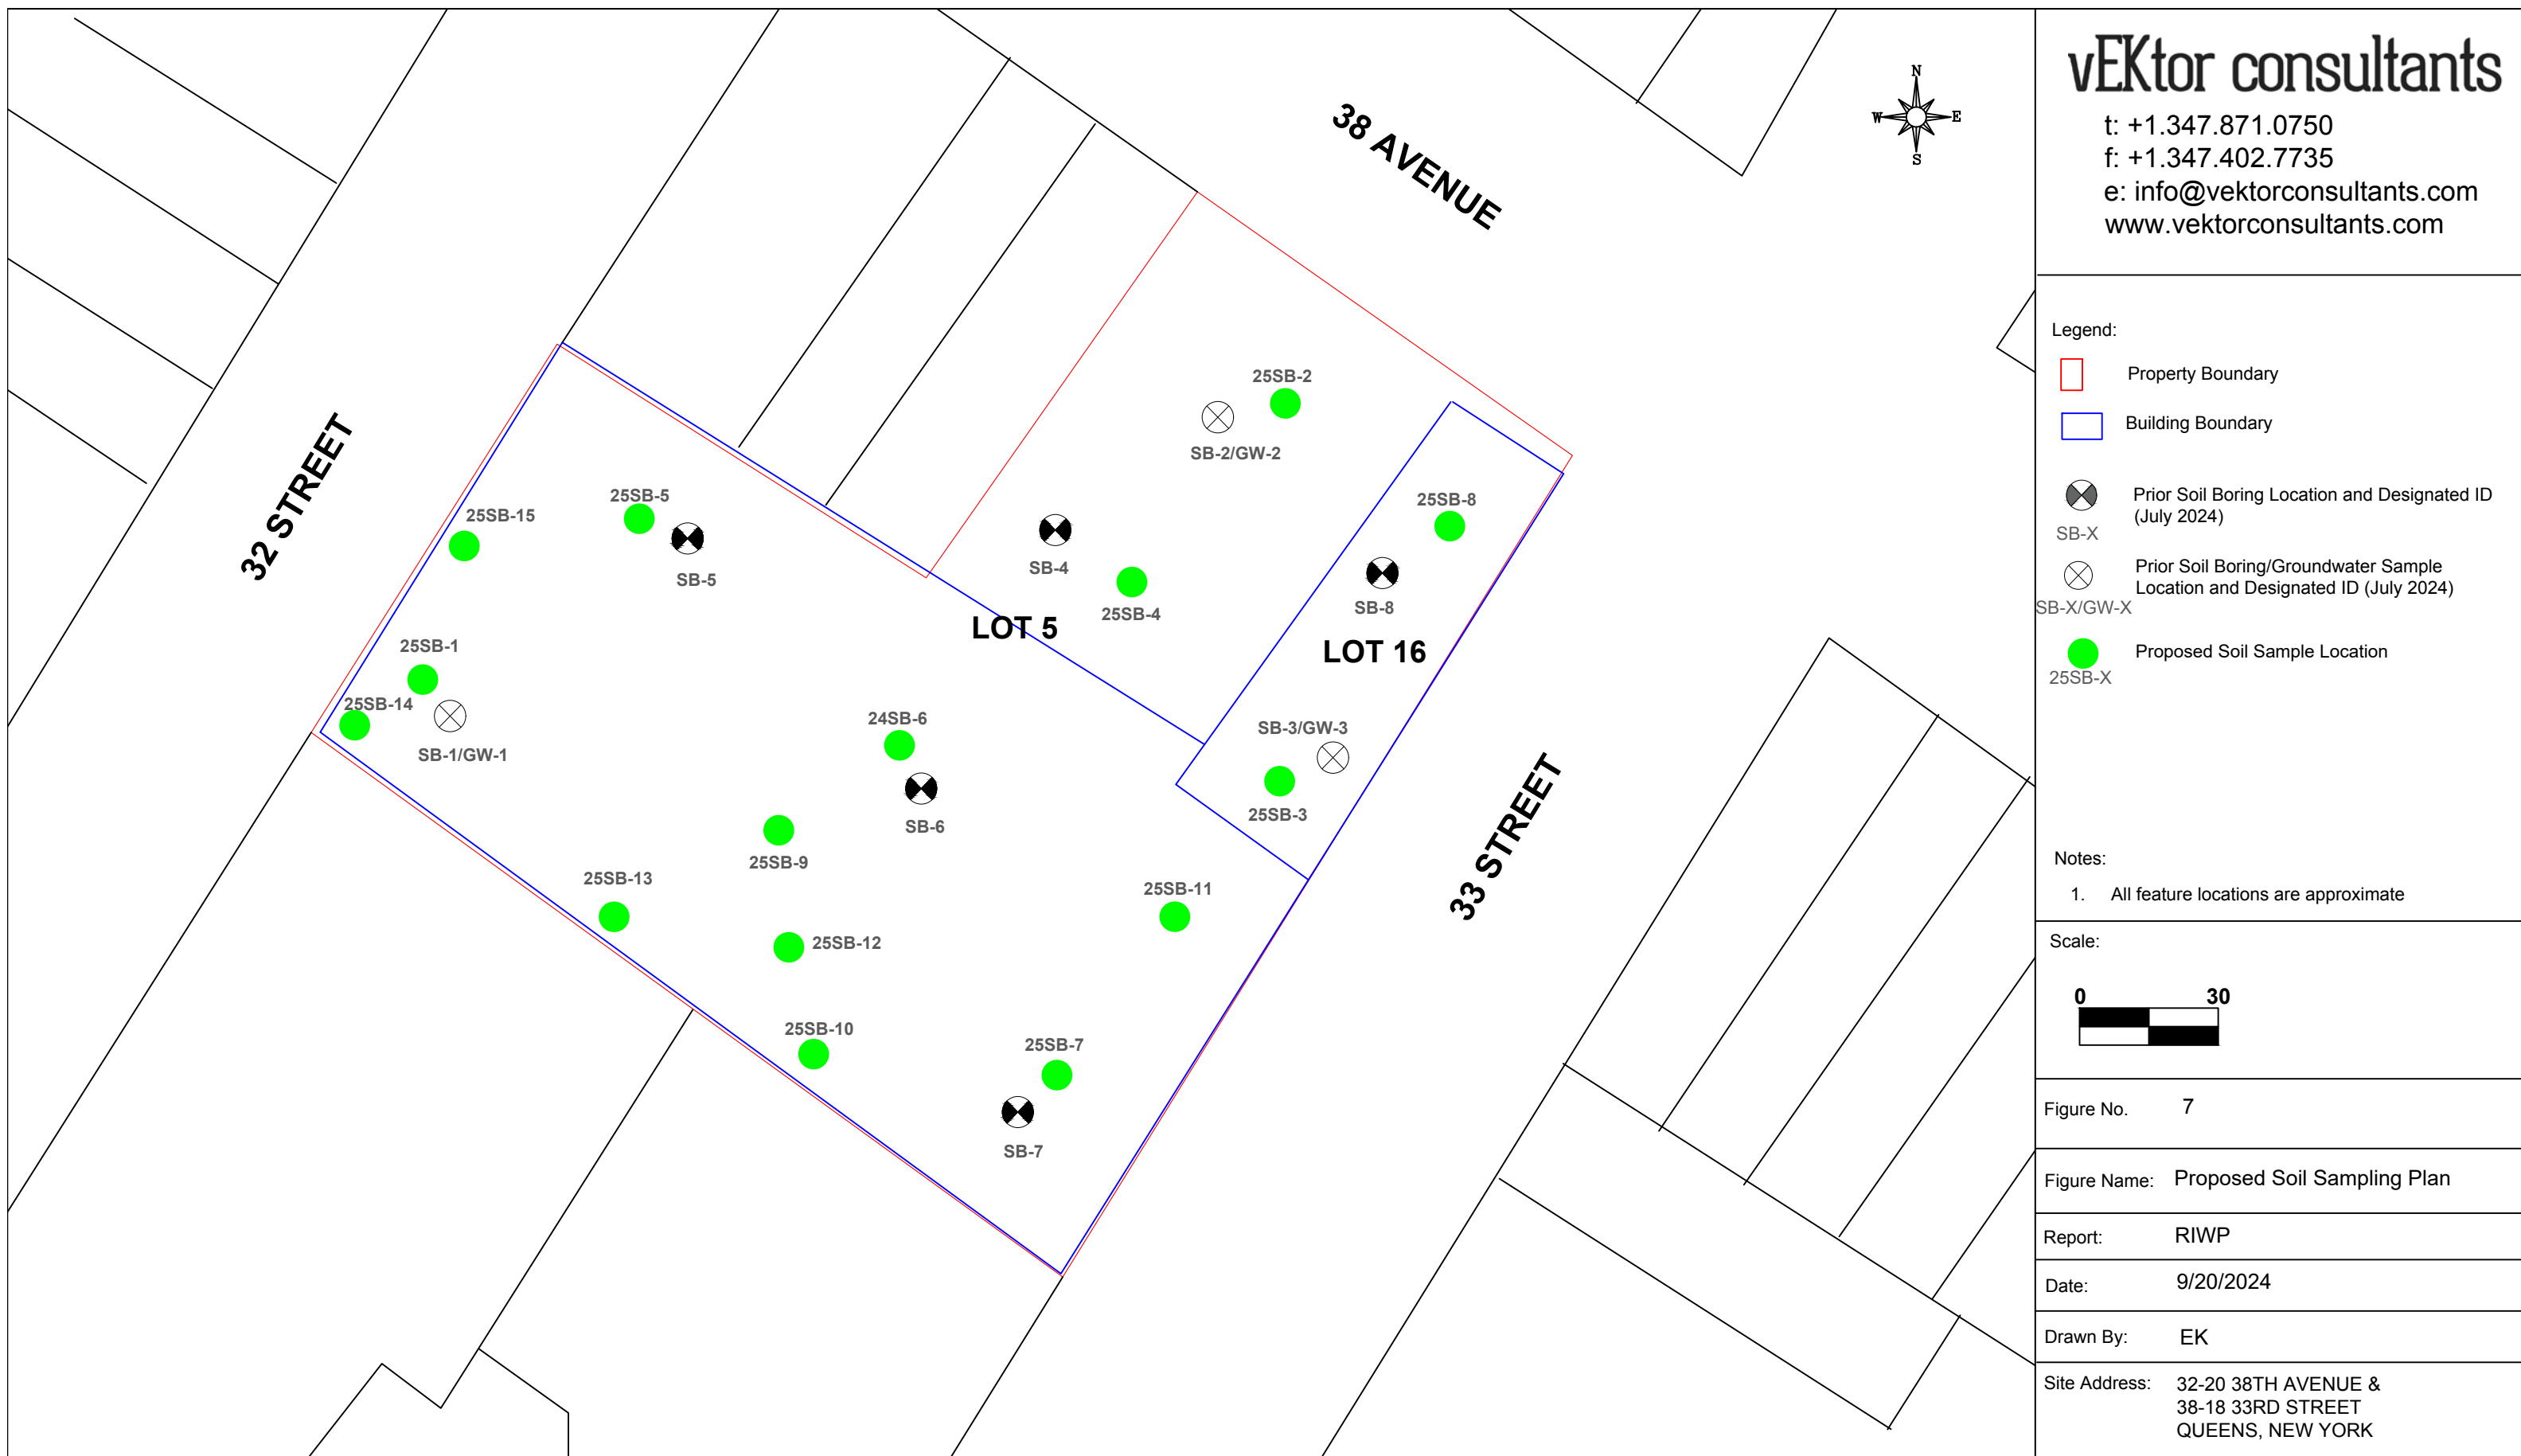 38 AVENUE
N
W
E
S
32 STREET
25SB-2
SB-2/GW-2
25SB-5
25SB-15
SB-5
25SB-8
SB-4
25SB-4
SB-8
LOT 5
LOT 16
25SB-1
25SB-14
SB-1/GW-1
24SB-6
SB-6
SB-3/GW-3
25SB-3
33 STREET
25SB-9
25SB-13
25SB-11
25SB-12
25SB-10
25SB-7
SB-7
vEKtor consultants
t: +1.347.871.0750
f: +1.347.402.7735
e: info@vektorconsultants.com
www.vektorconsultants.com
Legend:
Property Boundary
Building Boundary
Prior Soil Boring Location and Designated ID
(July 2024)
SB-X
Prior Soil Boring/Groundwater Sample
Location and Designated ID (July 2024)
SB-X/GW-X
Proposed Soil Sample Location
25SB-X
Notes:
1. All feature locations are approximate
Scale:
0 30
Figure No. 7
Figure Name: Proposed Soil Sampling Plan
Report: RIWP
Date: 9/20/2024
Drawn By: EK
Site Address: 32-20 38TH AVENUE &
38-18 33RD STREET
QUEENS, NEW YORK